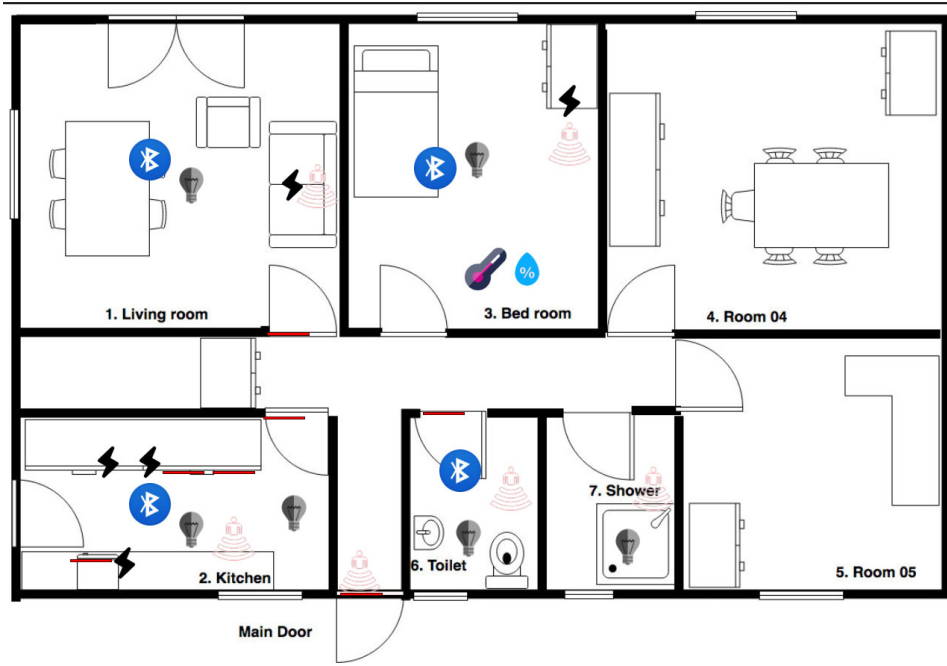 %
1. Living room
3. Bed room
4. Room 04
7. Shower
6. Toilet
2. Kitchen
5. Room 05
Main Door